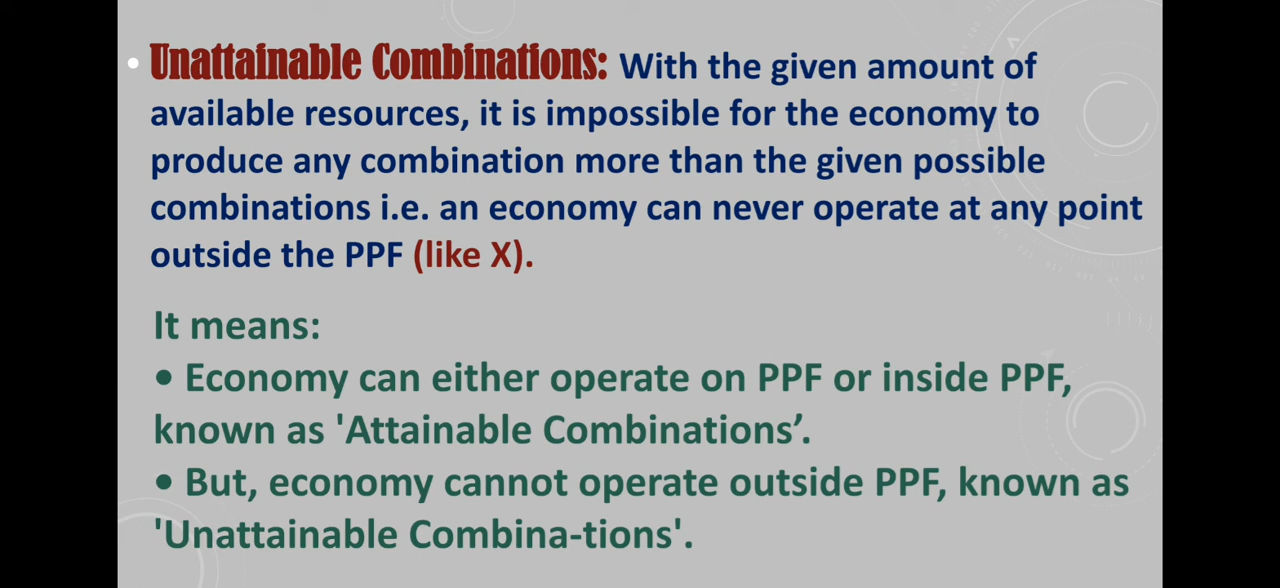 • Unattainable Combinations: With the given amount of
available resources, it is impossible for the economy to
produce any combination more than the given possible
combinations i.e. an economy can never operate at any point
outside the PPF (like X).
It means:
• Economy can either operate on PPF or inside PPF,
known as 'Attainable Combinations’.
• But, economy cannot operate outside PPF, known as
'Unattainable Combina-tions'.